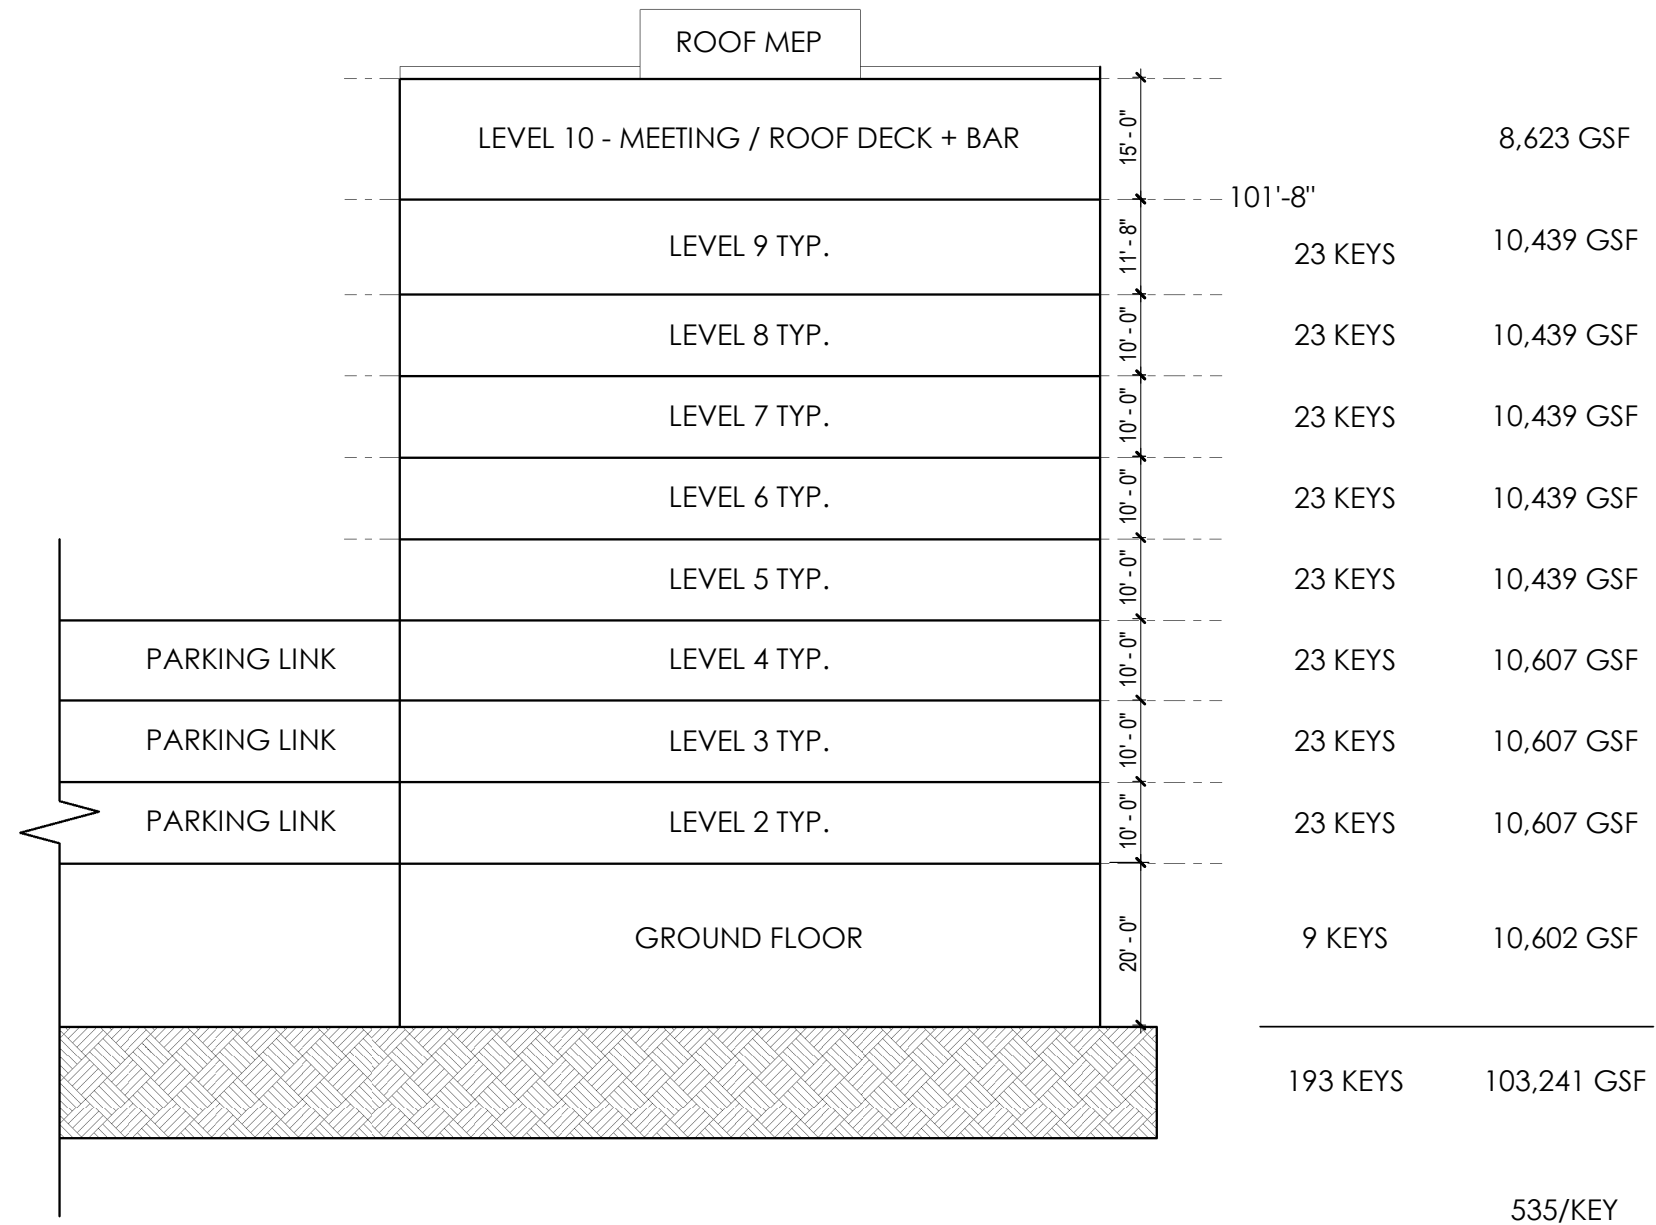 ROOF MEP
LEVEL 10 - MEETING / ROOF DECK + BAR
15' - 0"
8,623 GSF
101'-8"
LEVEL 9 TYP.
11' - 8"
23 KEYS
10,439 GSF
LEVEL 8 TYP.
10' - 0"
23 KEYS
10,439 GSF
LEVEL 7 TYP.
10' - 0"
23 KEYS
10,439 GSF
LEVEL 6 TYP.
10' - 0"
23 KEYS
10,439 GSF
LEVEL 5 TYP.
10' - 0"
23 KEYS
10,439 GSF
PARKING LINK
LEVEL 4 TYP.
10' - 0"
23 KEYS
10,607 GSF
PARKING LINK
LEVEL 3 TYP.
10' - 0"
23 KEYS
10,607 GSF
PARKING LINK
LEVEL 2 TYP.
10' - 0"
23 KEYS
10,607 GSF
GROUND FLOOR
20' - 0"
9 KEYS
10,602 GSF
193 KEYS
103,241 GSF
535/KEY